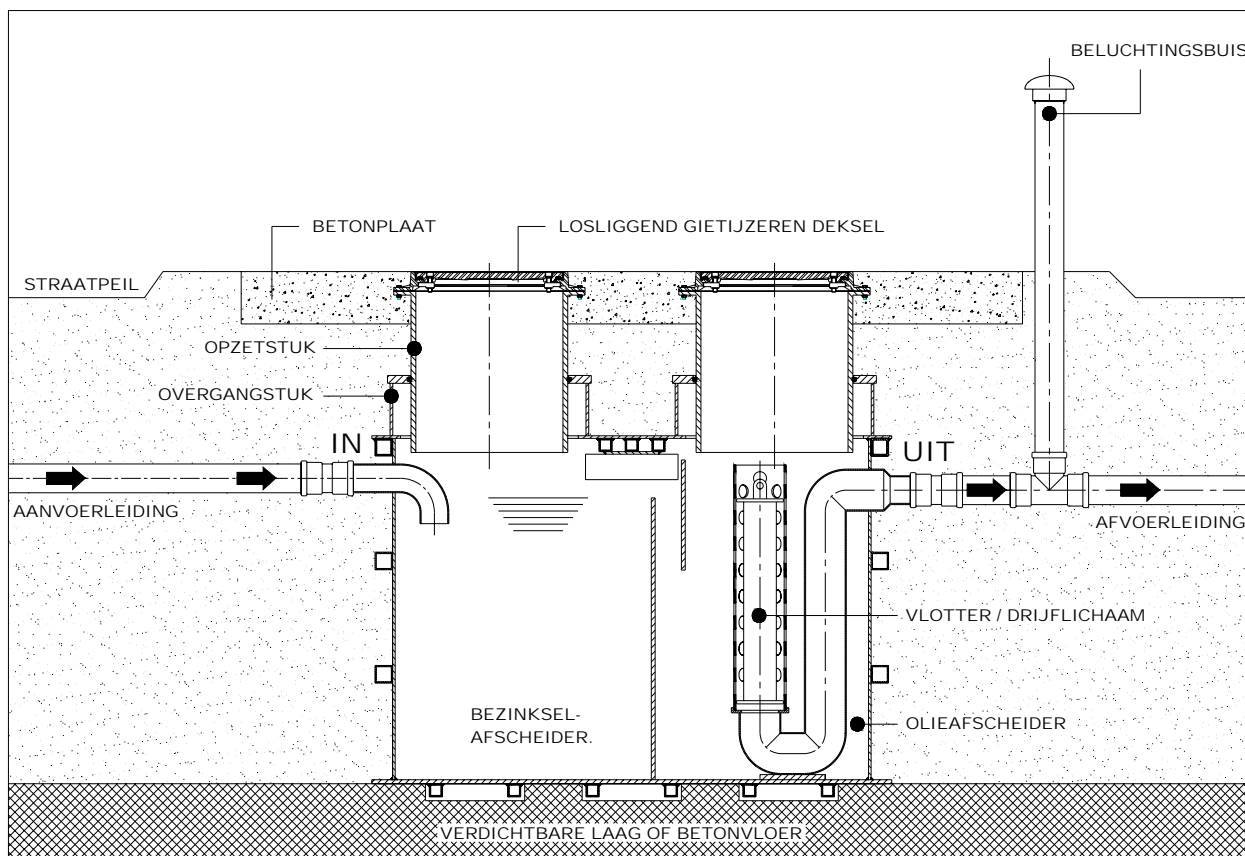 BELUCHTINGSBUIS
BETONPLAAT
LOSLIGGEND GIETIJZEREN DEKSEL
STRAATPEIL
OPZETSTUK
OVERGANGSTUK
IN
UIT
AANVOERLEIDING
AFVOERLEIDING
VLOTTER / DRIJFLICHAAM
BEZINKSEL-
AFSCHEIDER.
OLIEAFSCHEIDER
VERDICHTBARE LAAG OF BETONVLOER